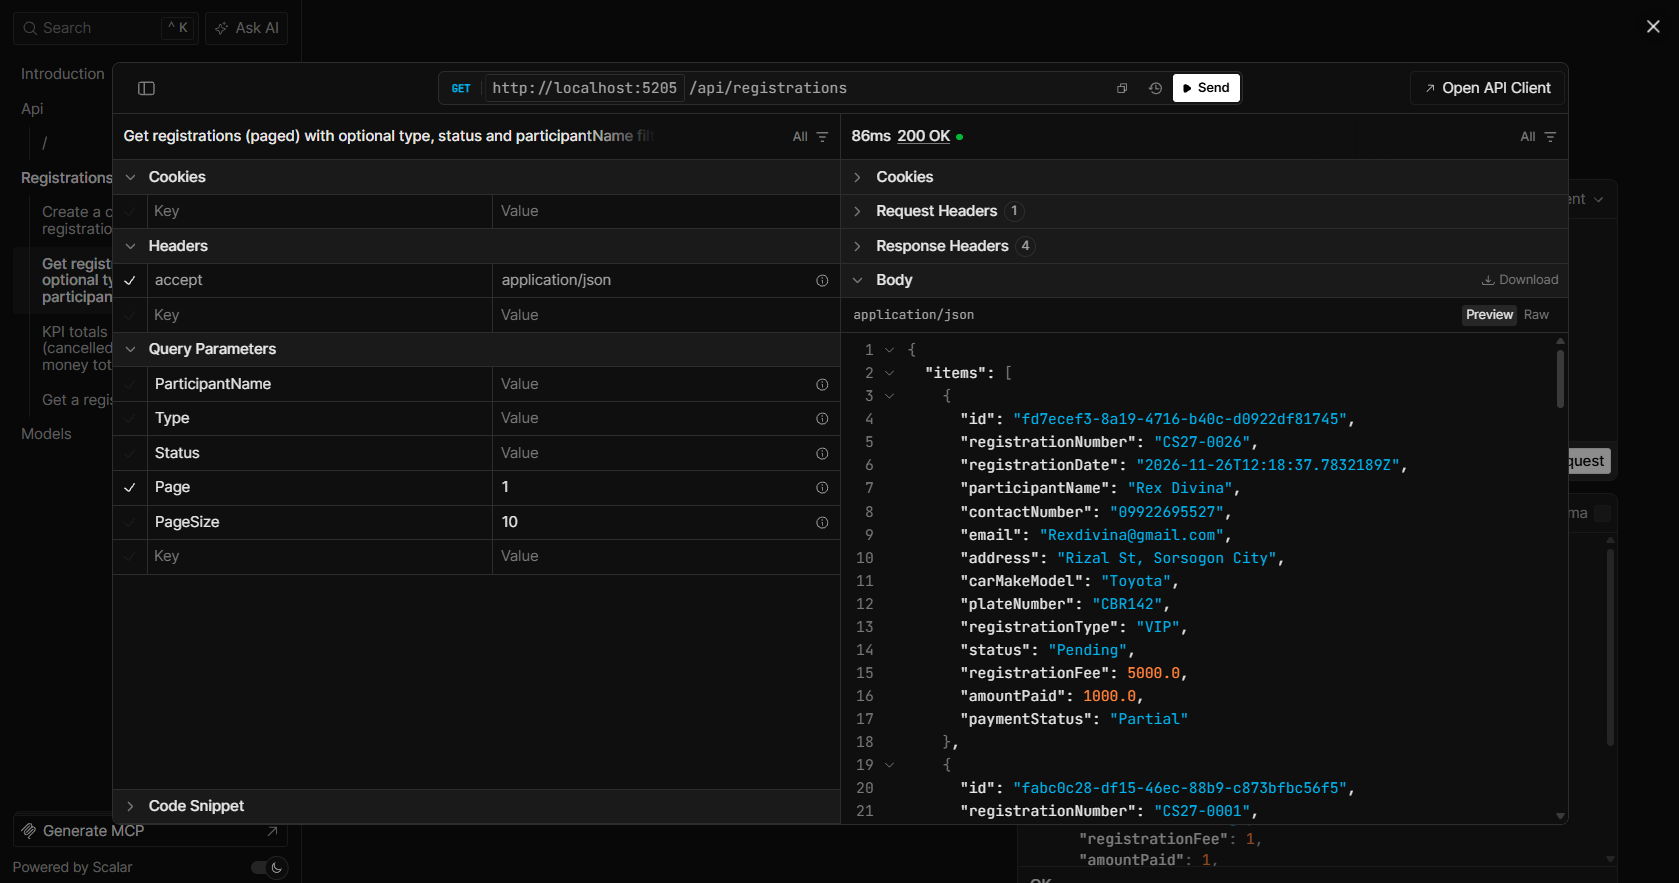 Search
^ K
Ask AI
Introduction
Api
/
Registrations
Create a c
registratio
Get regist
optional ty
participan
KPI totals
(cancelled
money tot
Get a regis
Models
Generate MCP
Powered by Scalar
GET http://localhost:5205 /api/registrations
Send
Open API Client
Get registrations (paged) with optional type, status and participantName filt
All
Cookies
Key Value
Headers
accept application/json
Key Value
Query Parameters
ParticipantName Value
Type Value
Status Value
Page 1
PageSize 10
Key Value
Code Snippet
86ms 200 OK
All
Cookies
Request Headers 1
Response Headers 4
Body
Download
application/json
Preview Raw
1 {
2 "items": [
3 {
4 "id": "fd7ecef3-8a19-4716-b40c-d0922df81745",
5 "registrationNumber": "CS27-0026",
6 "registrationDate": "2026-11-26T12:18:37.7832189Z",
7 "participantName": "Rex Divina",
8 "contactNumber": "09922695527",
9 "email": "Rexdivina@gmail.com",
10 "address": "Rizal St, Sorsogon City",
11 "carMakeModel": "Toyota",
12 "plateNumber": "CBR142",
13 "registrationType": "VIP",
14 "status": "Pending",
15 "registrationFee": 5000.0,
16 "amountPaid": 1000.0,
17 "paymentStatus": "Partial"
18 },
19 {
20 "id": "fabc0c28-df15-46ec-88b9-c873bfbc56f5",
21 "registrationNumber": "CS27-0001",
ent
quest
ma
"registrationFee": 1,
"amountPaid": 1,
OK